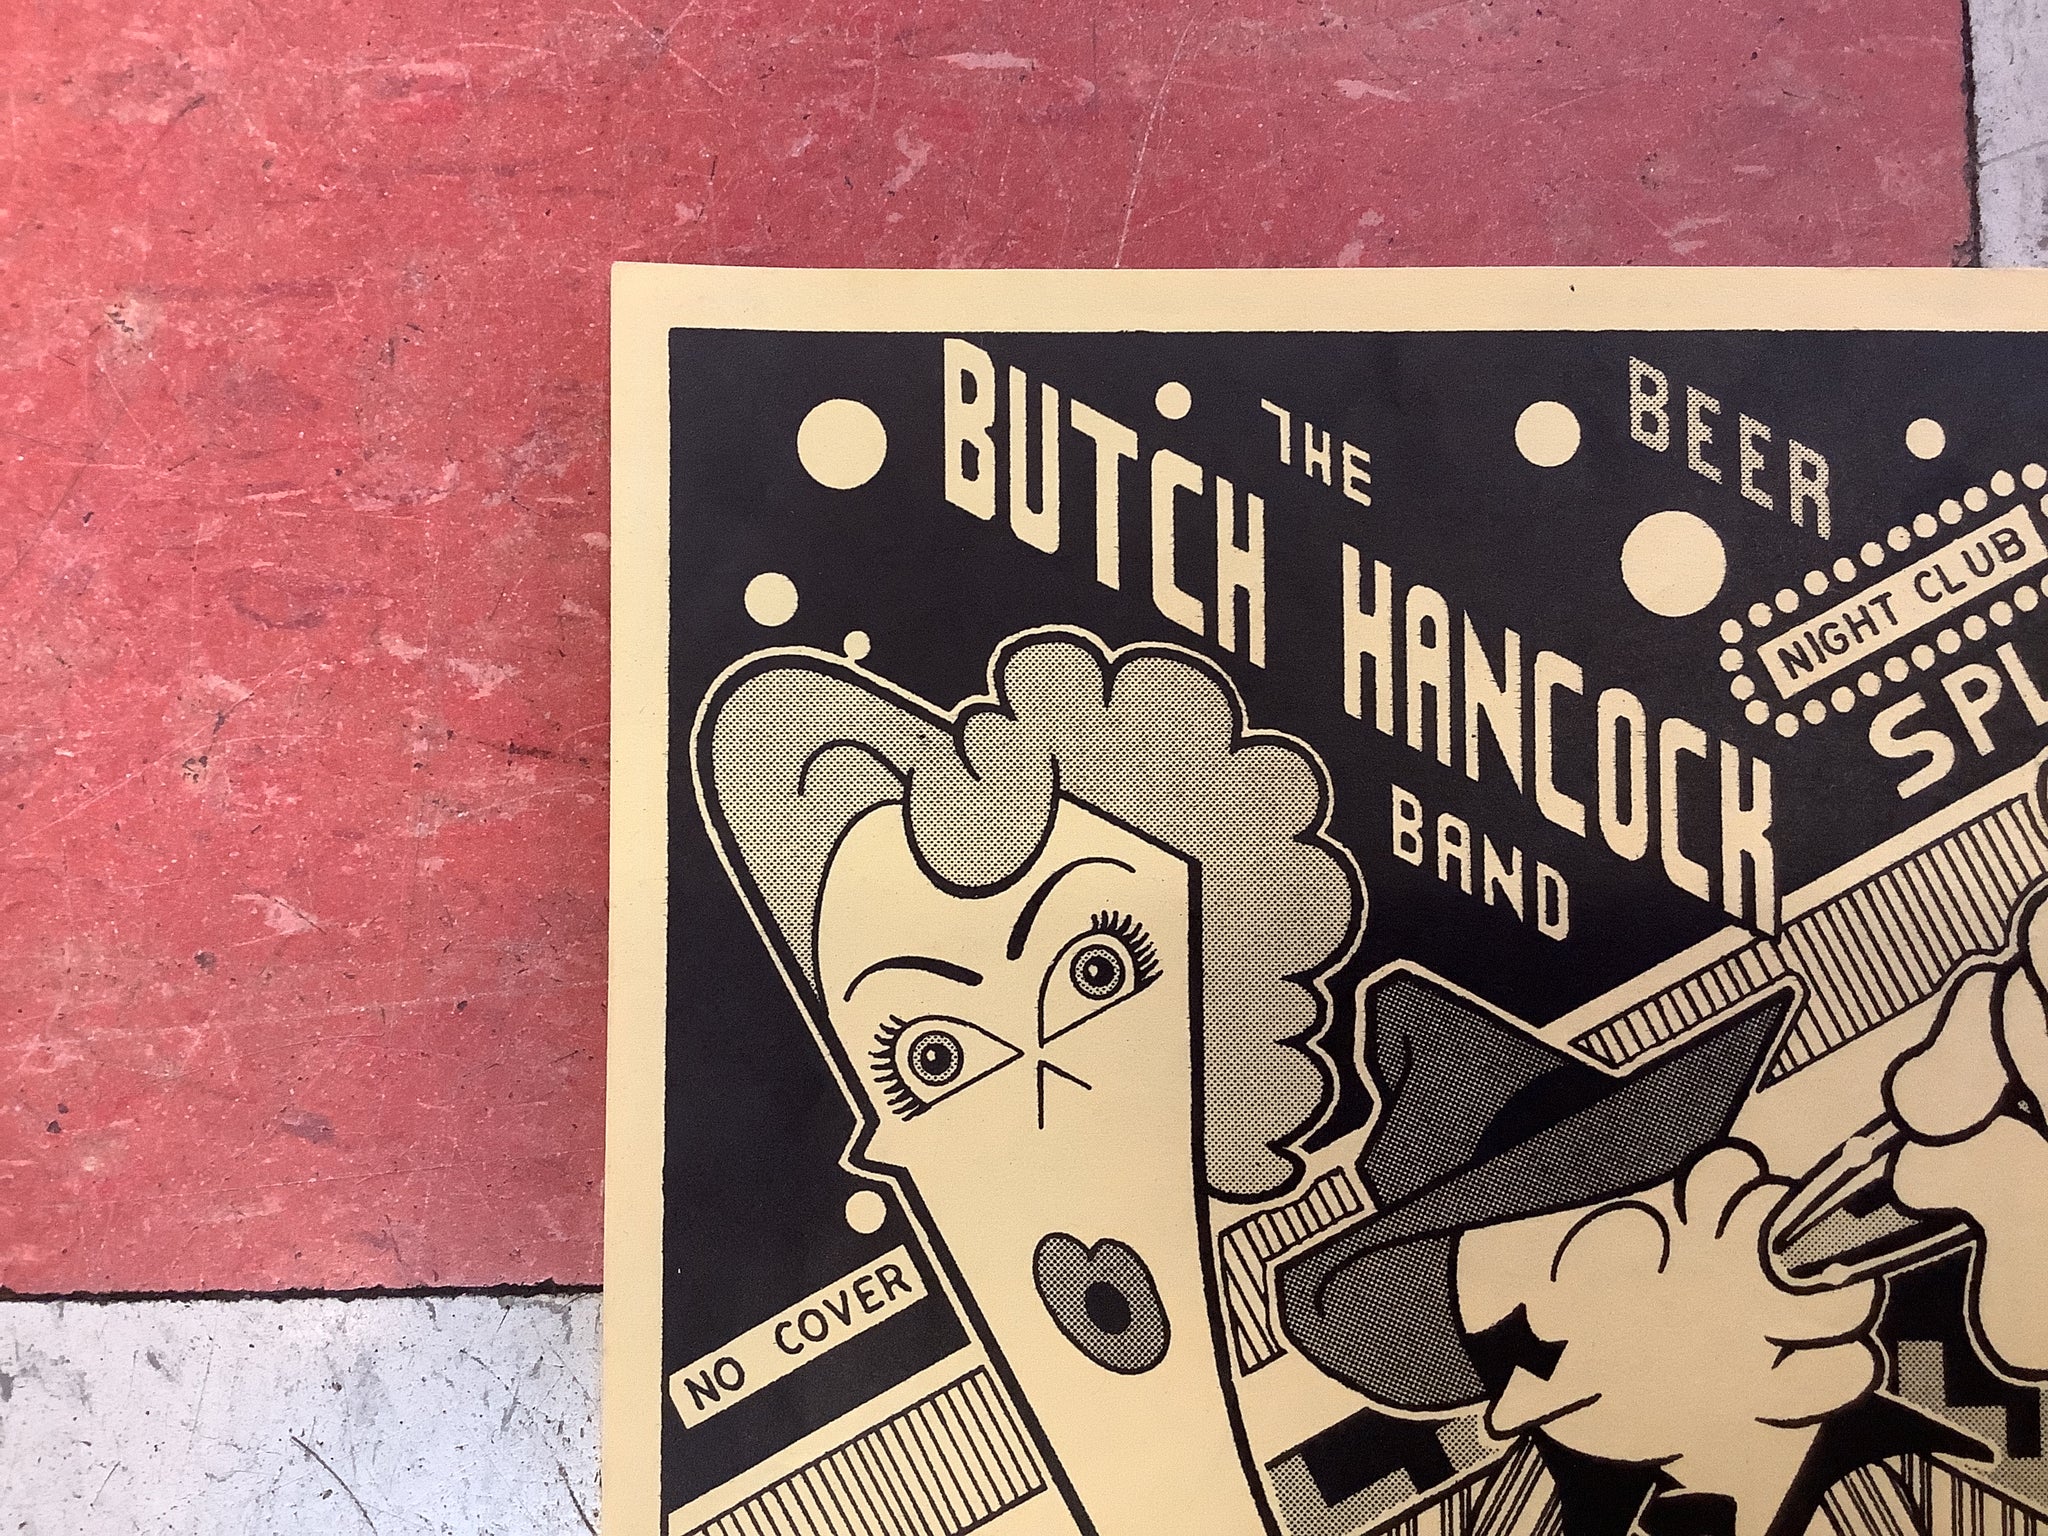 THE
BUTCH HANCOCK
BAND
BEER
NIGHT CLUB
NO COVER